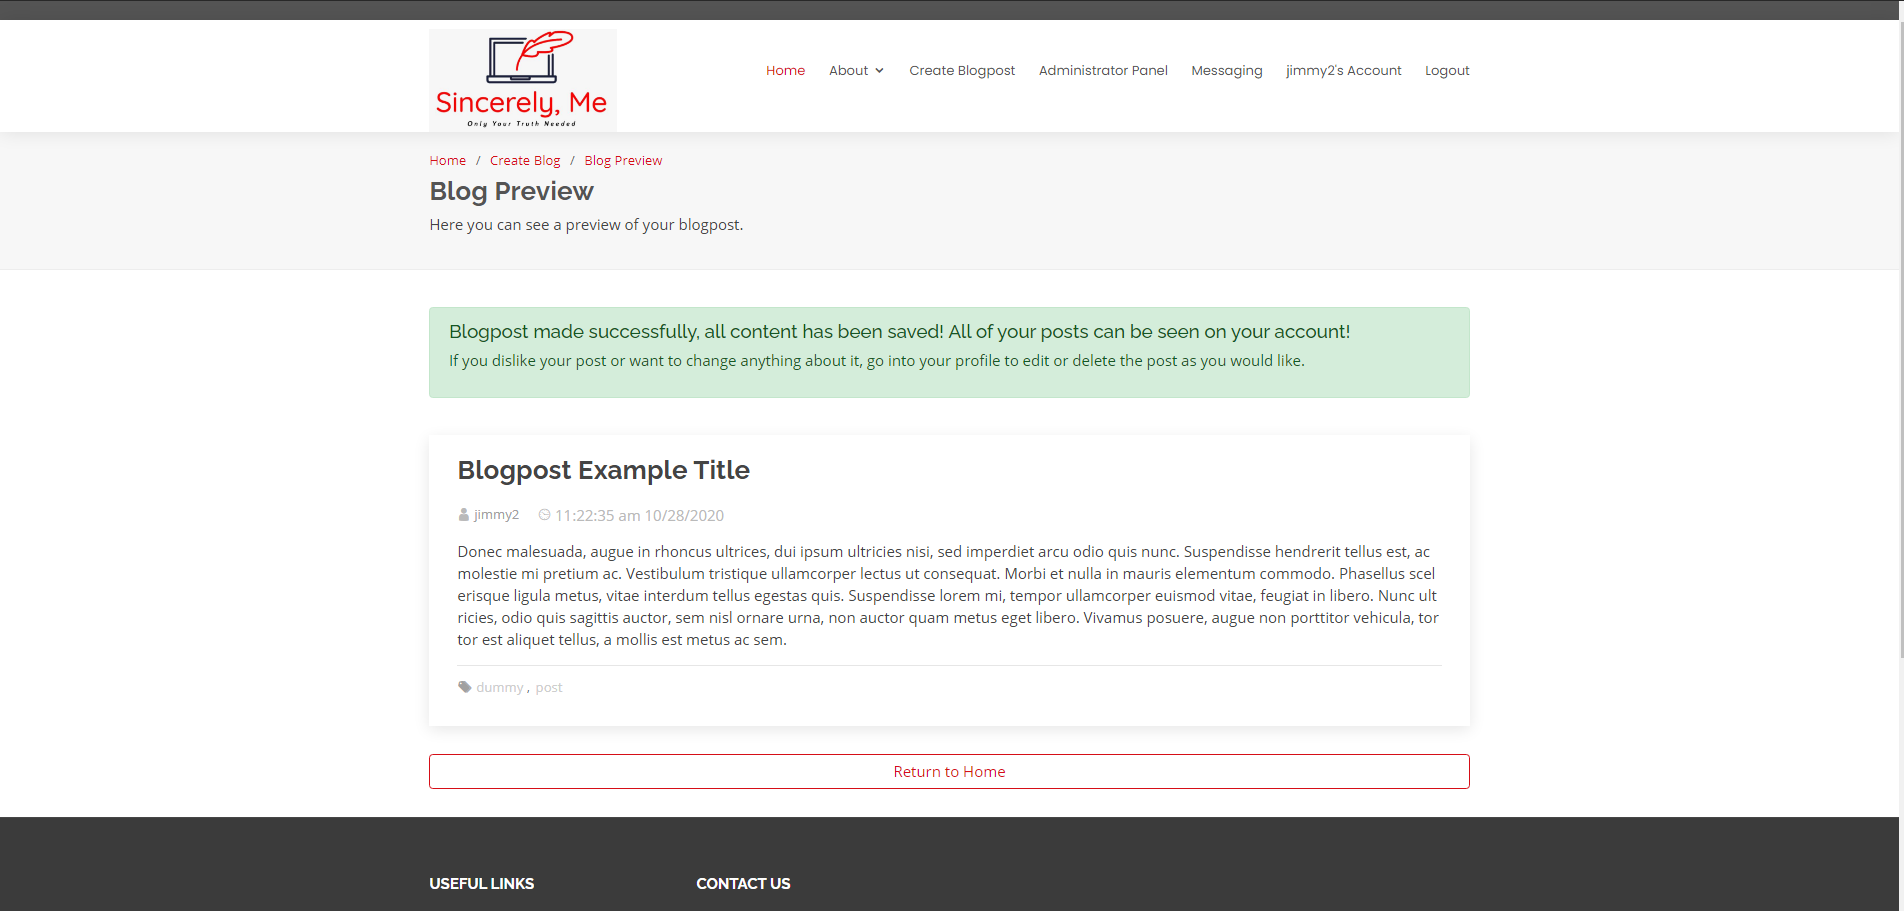 Sincerely, Me
Only Your Truth Needed
Home About Create Blogpost Administrator Panel Messaging jimmy2's Account Logout
Home / Create Blog / Blog Preview
Blog Preview
Here you can see a preview of your blogpost.
Blogpost made successfully, all content has been saved! All of your posts can be seen on your account!
If you dislike your post or want to change anything about it, go into your profile to edit or delete the post as you would like.
Blogpost Example Title
jimmy2 11:22:35 am 10/28/2020
Donec malesuada, augue in rhoncus ultrices, dui ipsum ultricies nisi, sed imperdiet arcu odio quis nunc. Suspendisse hendrerit tellus est, ac
molestie mi pretium ac. Vestibulum tristique ullamcorper lectus ut consequat. Morbi et nulla in mauris elementum commodo. Phasellus scel
erisque ligula metus, vitae interdum tellus egestas quis. Suspendisse lorem mi, tempor ullamcorper euismod vitae, feugiat in libero. Nunc ult
ricies, odio quis sagittis auctor, sem nisl ornare urna, non auctor quam metus eget libero. Vivamus posuere, augue non porttitor vehicula, tor
tor est aliquet tellus, a mollis est metus ac sem.
dummy , post
Return to Home
USEFUL LINKS CONTACT US